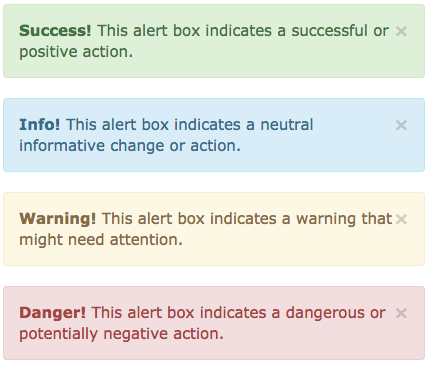 Success! This alert box indicates a successful or ×
positive action.
Info! This alert box indicates a neutral ×
informative change or action.
Warning! This alert box indicates a warning that ×
might need attention.
Danger! This alert box indicates a dangerous or ×
potentially negative action.